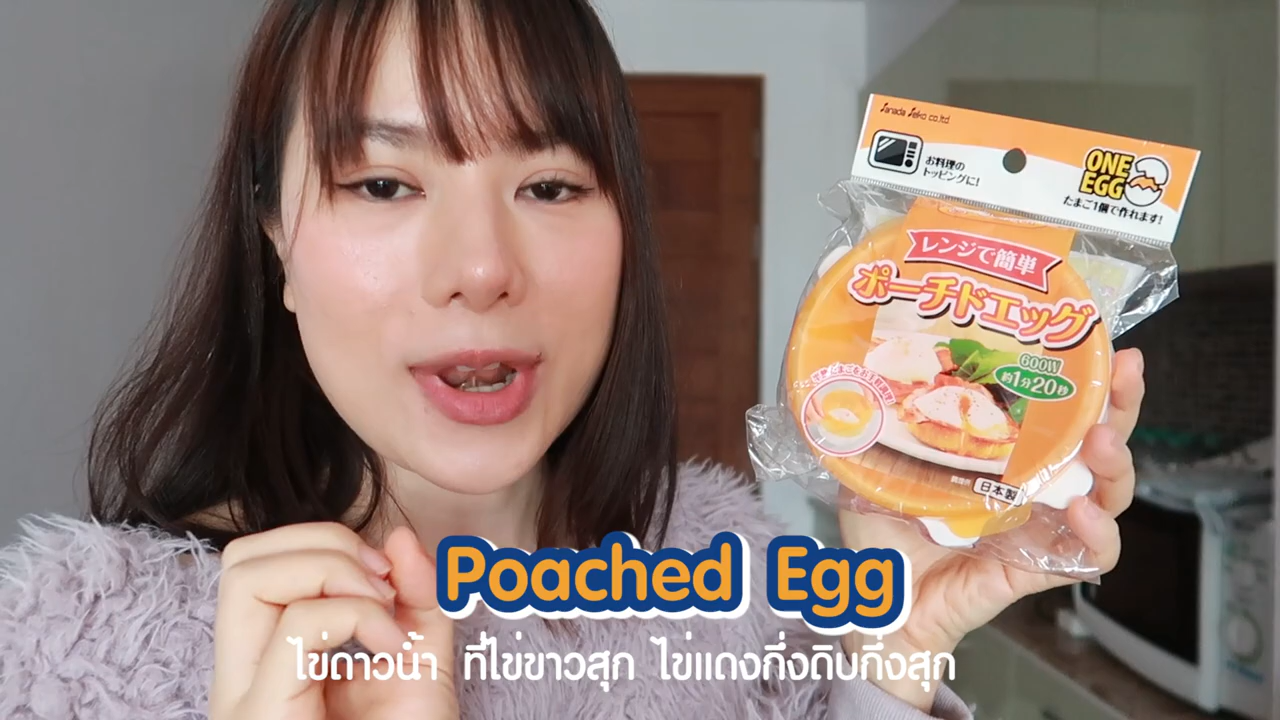 Sanada Seiko co.ltd
お料理の
トッピングに!
ONE
EGG
たまご1個で作れます!
レンジで簡単
ポーチドエッグ
600W
約1分20秒
日本製
Poached Egg
ไข่ดาวน้ำ ที่ไข่ขาวสุก ไข่แดงกึ่งดิบกึ่งสุก